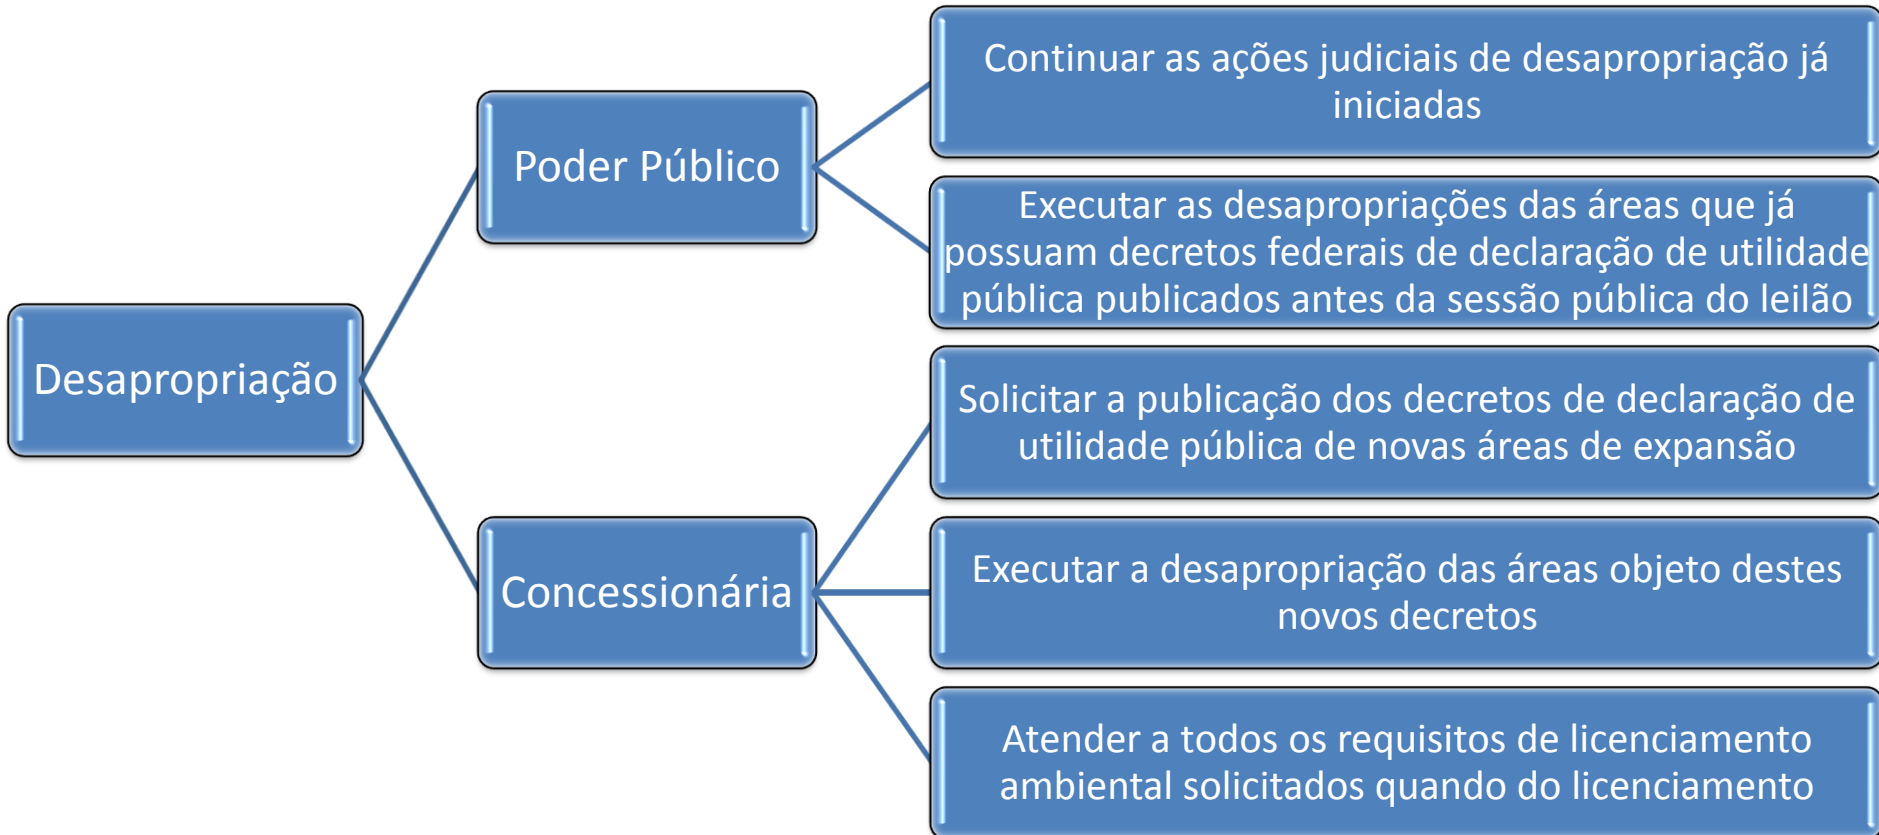 Desapropriação
Poder Público
Continuar as ações judiciais de desapropriação já
iniciadas
Executar as desapropriações das áreas que já
possuam decretos federais de declaração de utilidade
pública publicados antes da sessão pública do leilão
Concessionária
Solicitar a publicação dos decretos de declaração de
utilidade pública de novas áreas de expansão
Executar a desapropriação das áreas objeto destes
novos decretos
Atender a todos os requisitos de licenciamento
ambiental solicitados quando do licenciamento